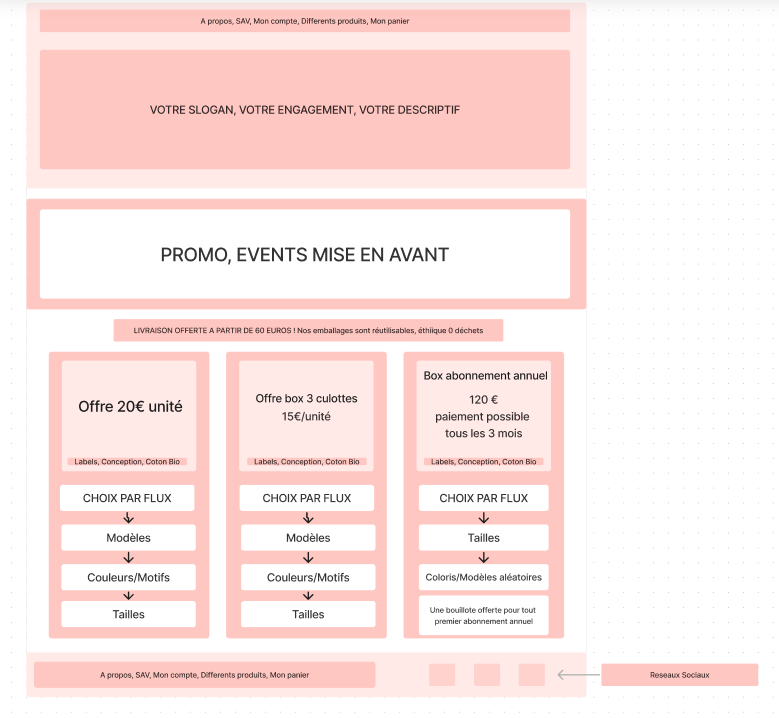 A propos, SAV, Mon compte, Differents produits, Mon panier
VOTRE SLOGAN, VOTRE ENGAGEMENT, VOTRE DESCRIPTIF
PROMO, EVENTS MISE EN AVANT
LIVRAISON OFFERTE A PARTIR DE 60 EUROS ! Nos emballages sont réutilisables, éthiique 0 déchets
Offre 20€ unité
Labels, Conception, Coton Bio
CHOIX PAR FLUX
Modèles
Couleurs/Motifs
Tailles
Offre box 3 culottes
15€/unité
Labels, Conception, Coton Bio
CHOIX PAR FLUX
Modèles
Couleurs/Motifs
Tailles
Box abonnement annuel
120 €
paiement possible
tous les 3 mois
Labels, Conception, Coton Bio
CHOIX PAR FLUX
Tailles
Coloris/Modèles aléatoires
Une bouillote offerte pour tout
premier abonnement annuel
A propos, SAV, Mon compte, Differents produits, Mon panier
Reseaux Sociaux